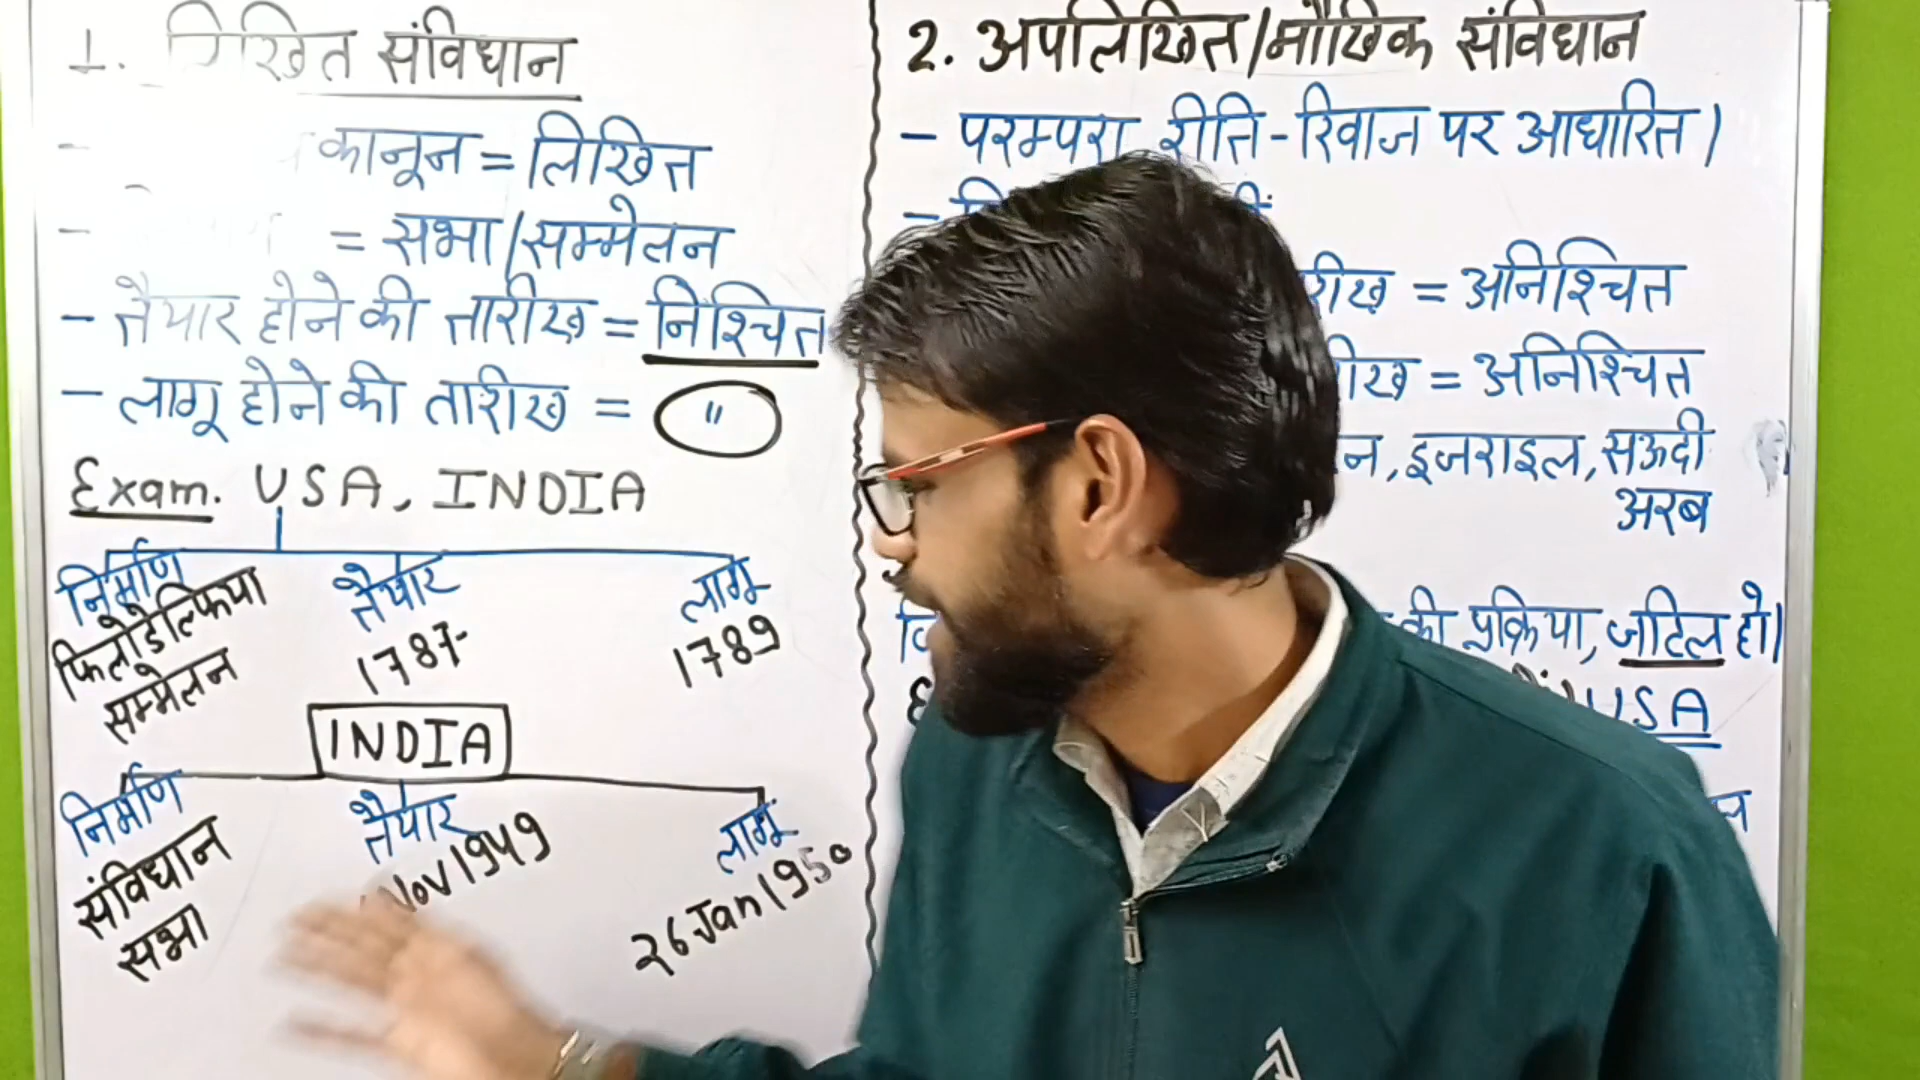 1. लिखित संविधान
- कानून = लिखित
- = सभा/सम्मेलन
- तैयार होने की तारीख = निश्चित
- लागू होने की तारीख = "
Exam. USA, INDIA
निर्माण तैयार लागू
फिलोडेल्फिया 1787 1789
सम्मेलन
INDIA
निर्माण तैयार लागू
संविधान Nov 1949 26 Jan 1950
सभा
2. अपलिखित/मौखिक संविधान
- परम्परा रीति-रिवाज पर आधारित।
-
= अनिश्चित
= अनिश्चित
इजराइल, सऊदी
अरब
की प्रक्रिया, जटिल हो।
USA